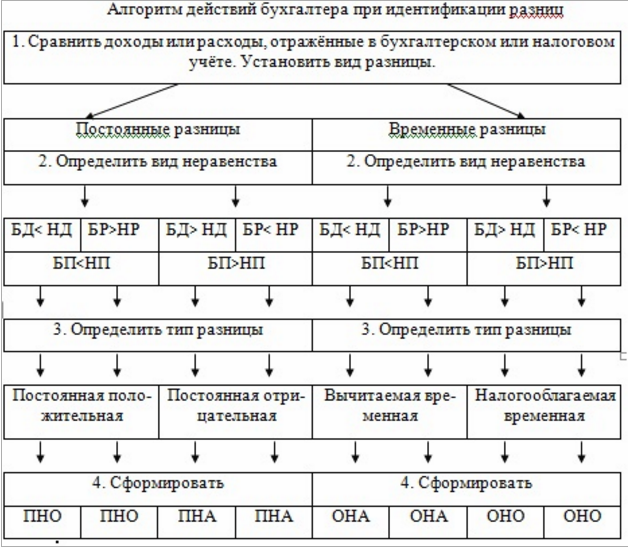 Алгоритм действий бухгалтера при идентификации разниц
1. Сравнить доходы или расходы, отражённые в бухгалтерском или налоговом
учёте. Установить вид разницы.
Постоянные разницы Временные разницы
2. Определить вид неравенства 2. Определить вид неравенства
БД< НД БР>НР БД> НД БР< НР БД< НД БР>НР БД> НД БР< НР
БП<НП БП>НП БП<НП БП>НП
3. Определить тип разницы 3. Определить тип разницы
Постоянная поло- Постоянная отри- Вычитаемая вре- Налогооблагаемая
жительная цательная менная временная
4. Сформировать 4. Сформировать
ПНО ПНО ПНА ПНА ОНА ОНА ОНО ОНО